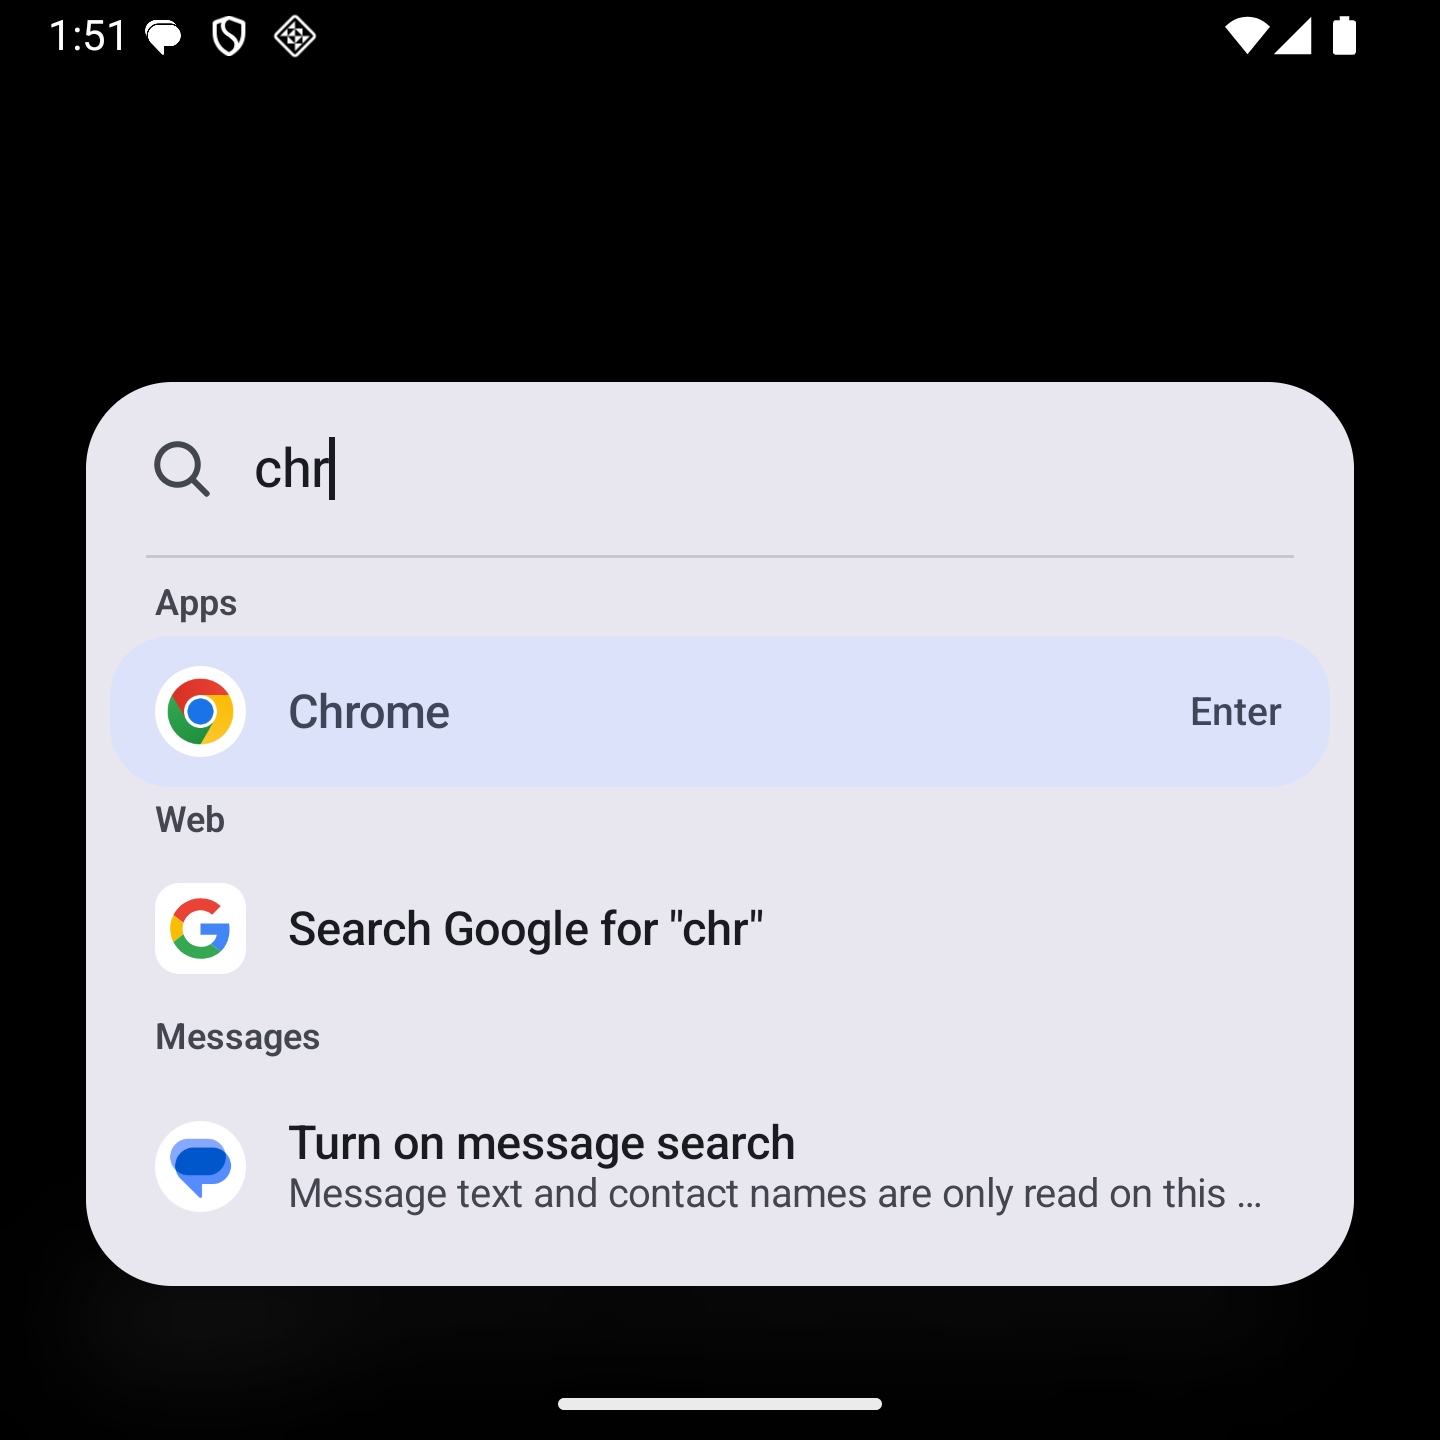 1:51
chr
Apps
Chrome
Enter
Web
Search Google for "chr"
Messages
Turn on message search
Message text and contact names are only read on this ...